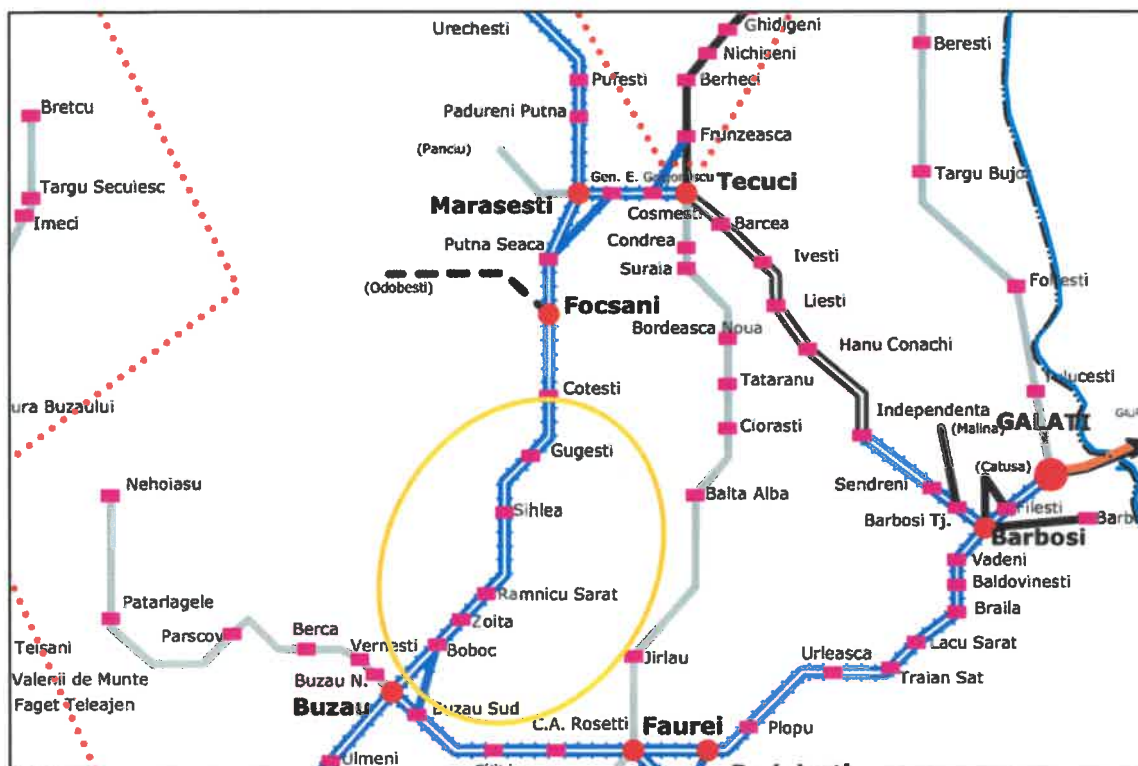 Urechesti
Ghidigeni
Nichiseni
Beresti
Pufesti
Berheci
Bretcu
Padureni Putna
Frunzeasca
(Panciu)
Targu Secuiesc
Gen. E.
Tecuci
Targu
Imeci
Marasesti
Cosmesti
Barcea
Putna Seaca
Condrea
Ivesti
Suraia
(Odobesti)
Focsani
Liesti
Bordeasca Noua
Hanu Conachi
Cotesti
Tataranu
ura Buzaului
Independenta
(Malina)
GALATI
Ciorasti
Gugesti
(Catusa)
Nehoiasu
Balta Alba
Sendreni
Sihlea
Barbosi Tj.
Filesti
Barbosi
Vadeni
Ramnicu Sarat
Baldovinesti
Patarlagele
Zoita
Braila
Parscov
Berca
Teisani
Vernesti
Boboc
Lacu Sarat
Jirlau
Urleasca
Valenii de Munte
Buzau N.
Traian Sat
Faget Teleajen
Buzau
Buzau Sud
C.A. Rosetti
Faurei
Plopu
Ulmeni